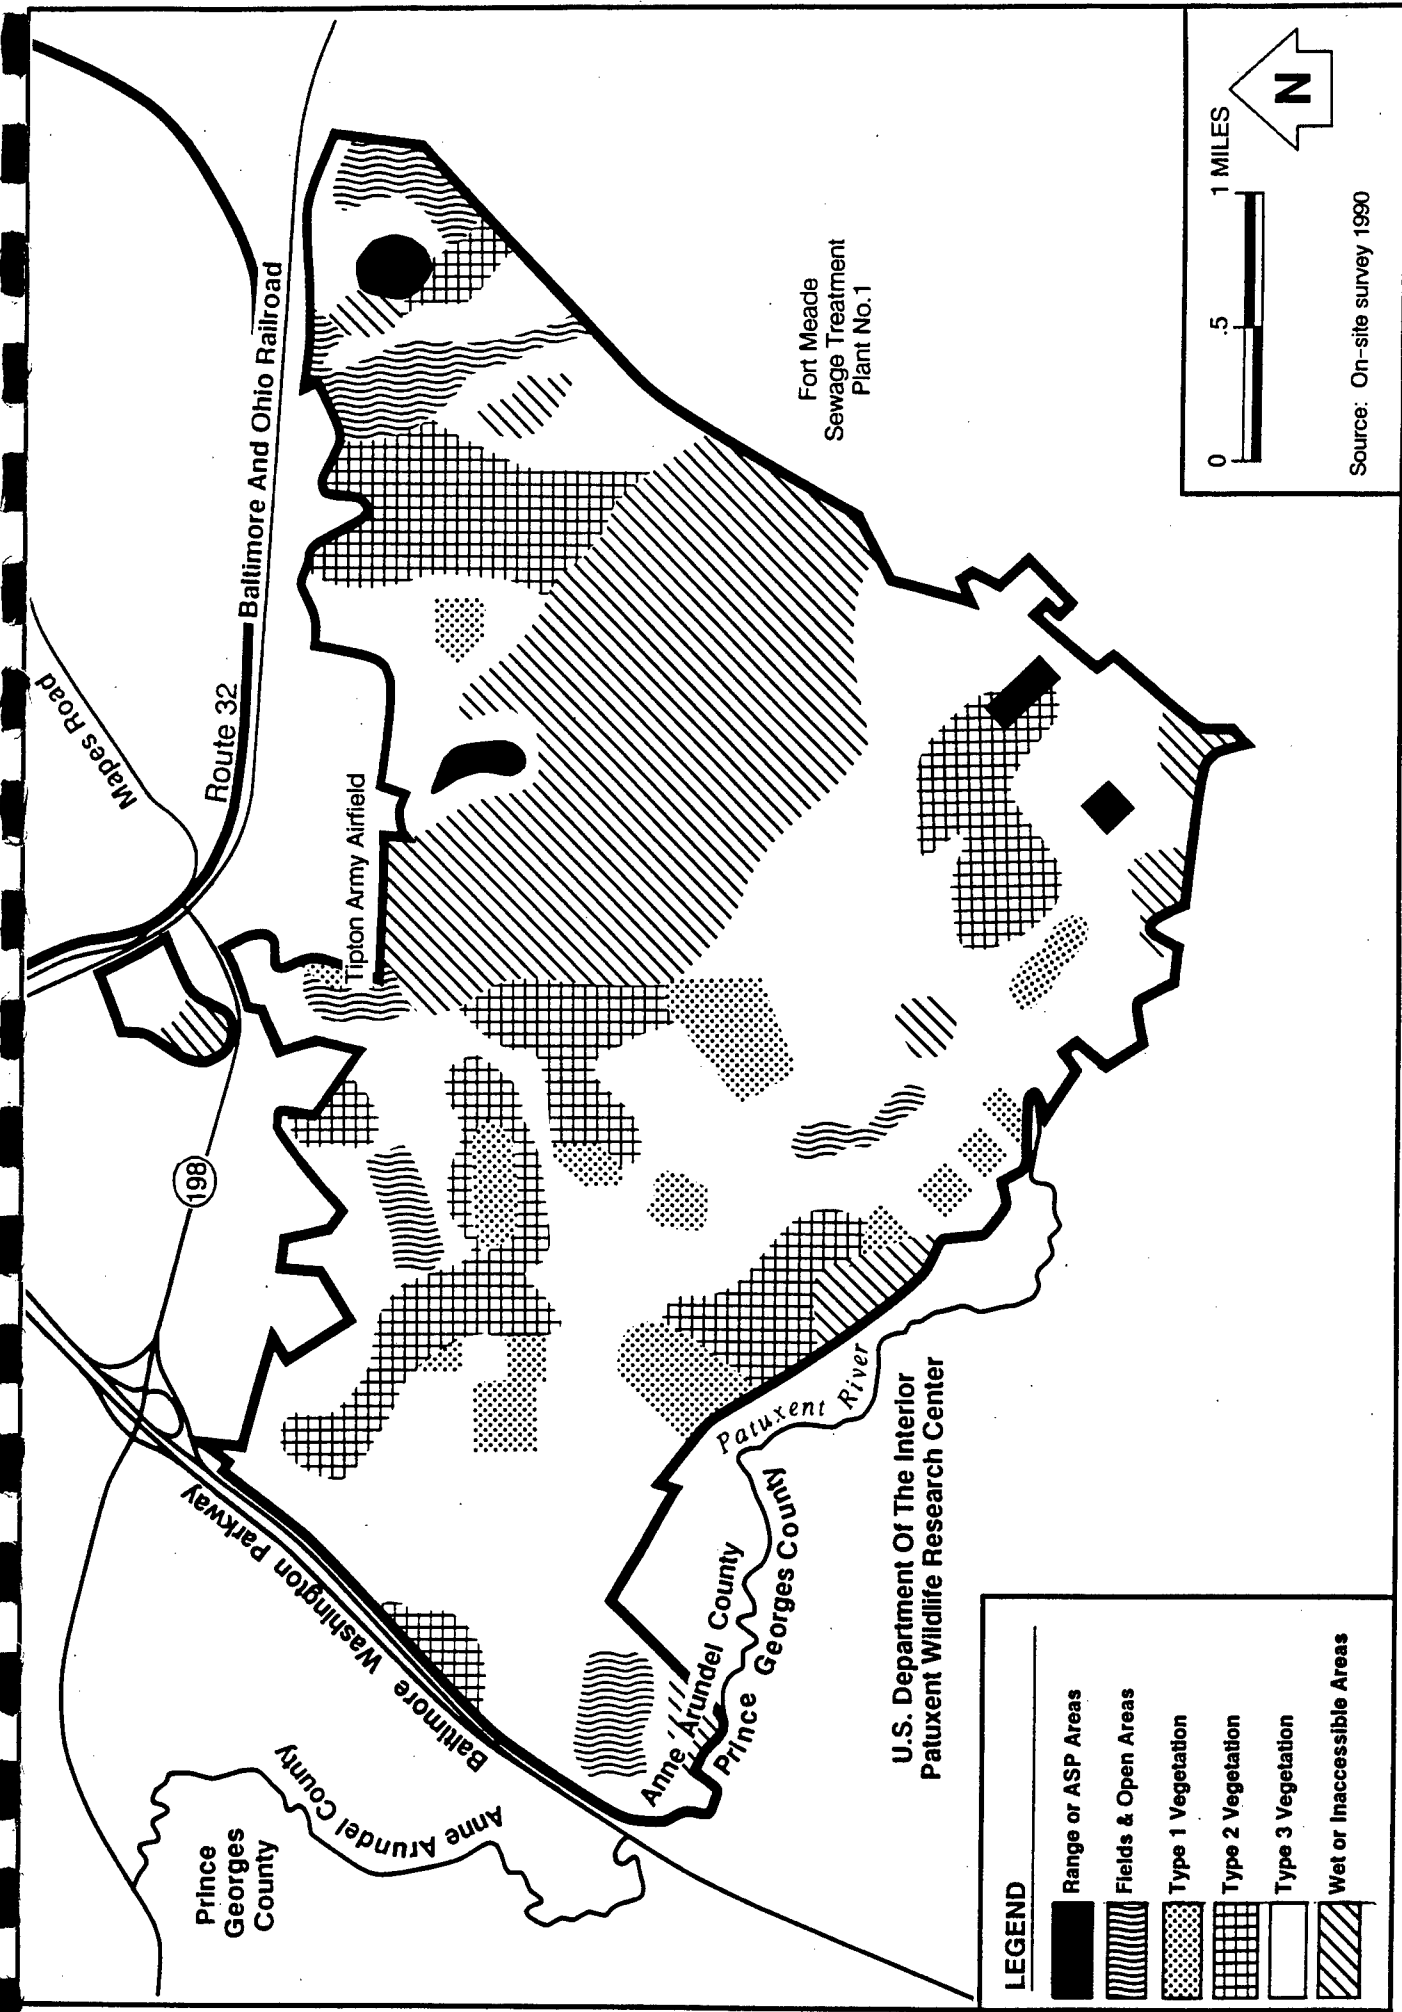 Mapes Road
Route 32
Baltimore And Ohio Railroad
198
Tipton Army Airfield
Baltimore Washington Parkway
Prince
Georges
County
Anne Arundel County
Fort Meade
Sewage Treatment
Plant No.1
Patuxent River
Anne Arundel County
Prince Georges County
U.S. Department Of The Interior
Patuxent Wildlife Research Center
LEGEND
Range or ASP Areas
Fields & Open Areas
Type 1 Vegetation
Type 2 Vegetation
Type 3 Vegetation
Wet or Inaccessible Areas
0 .5 1 MILES
N
Source: On-site survey 1990